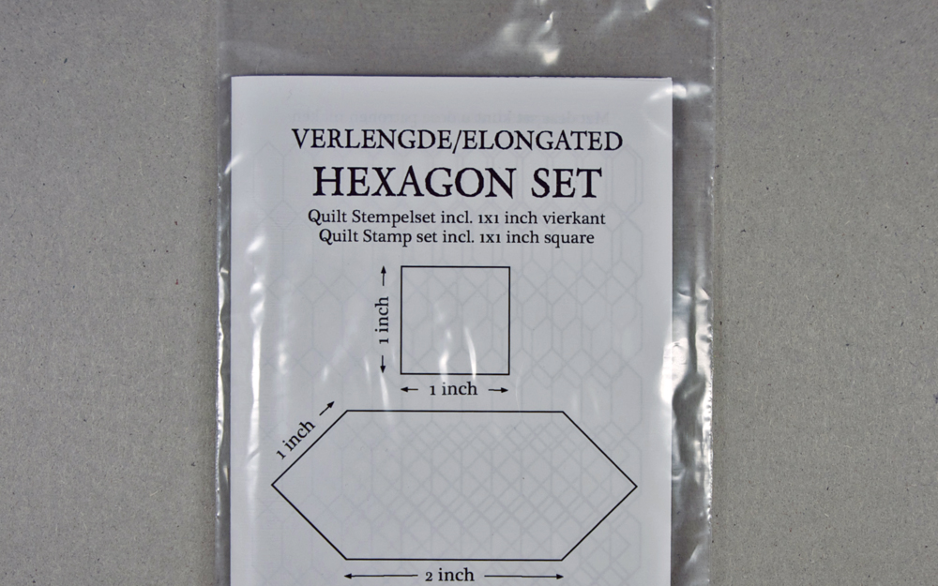 VERLENGDE/ELONGATED
HEXAGON SET
Quilt Stempelset incl. 1x1 inch vierkant
Quilt Stamp set incl. 1x1 inch square
1 inch
1 inch
1 inch
2 inch